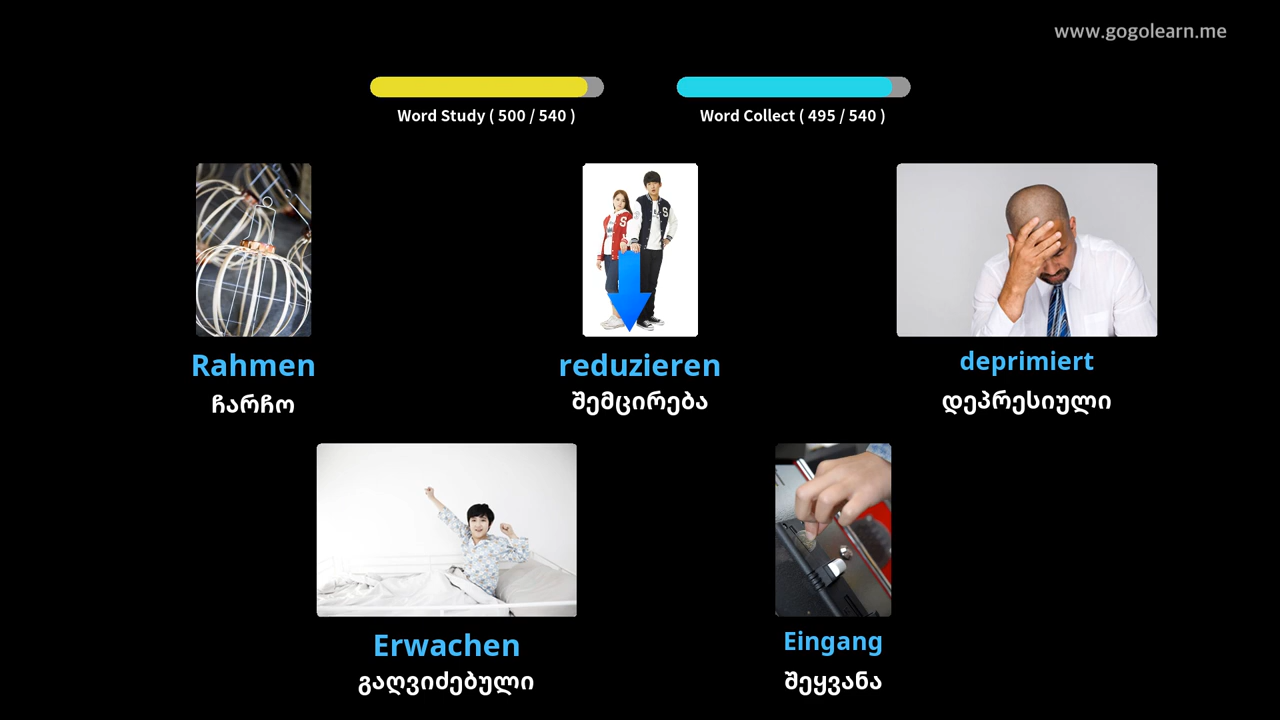 www.gogolearn.me
Word Study ( 500 / 540 )
Word Collect ( 495 / 540 )
Rahmen
ჩარჩო
reduzieren
შემცირება
deprimiert
დეპრესიული
Erwachen
გაღვიძებული
Eingang
შეყვანა